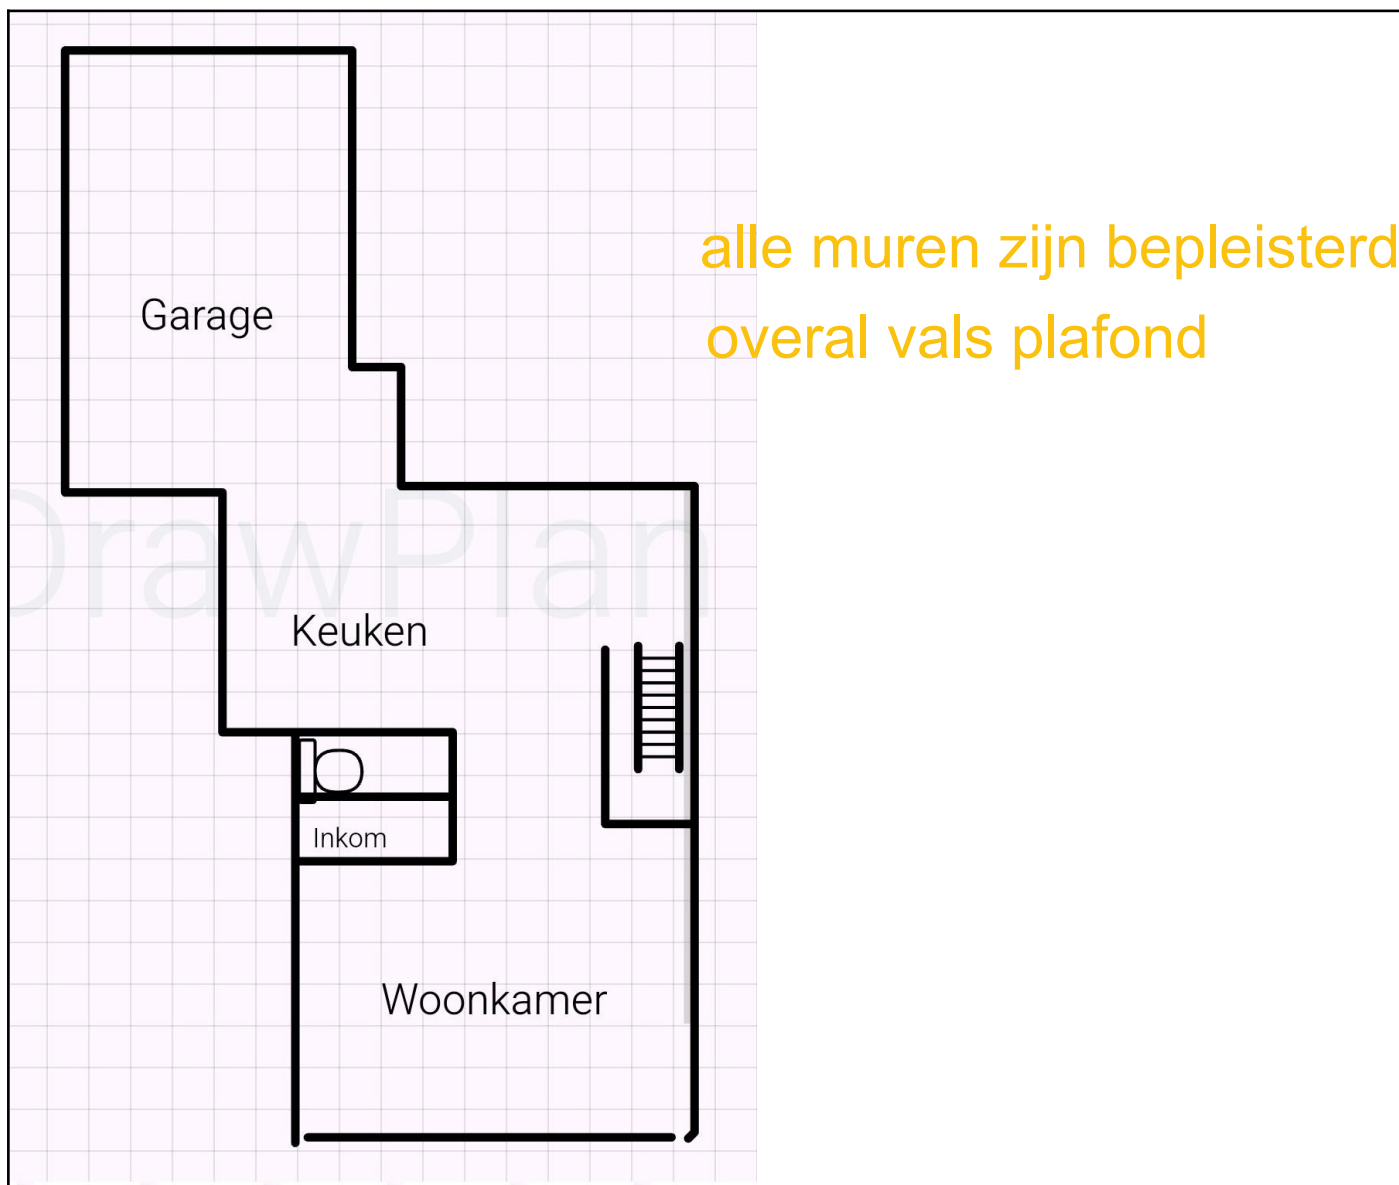 alle muren zijn bepleisterd
overal vals plafond
Garage
DrawPlan
Keuken
Inkom
Woonkamer